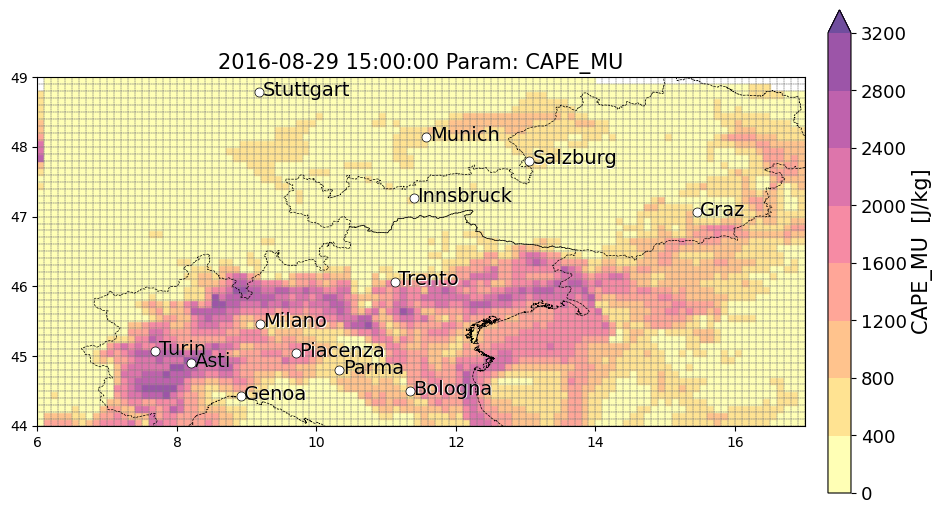 2016-08-29 15:00:00 Param: CAPE_MU
49
48
47
46
45
44
6
8
10
12
14
16
Stuttgart
Munich
Salzburg
Innsbruck
Graz
Trento
Milano
Turin
Asti
Piacenza
Parma
Genoa
Bologna
3200
2800
2400
2000
1600
1200
800
400
0
CAPE_MU [J/kg]